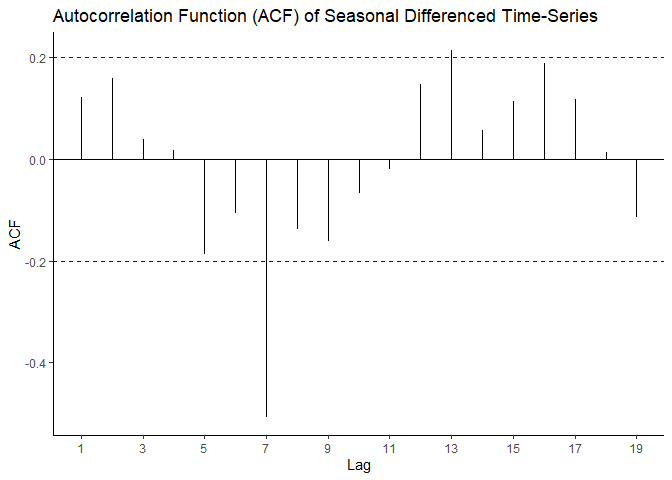 Autocorrelation Function (ACF) of Seasonal Differenced Time-Series
0.2
0.0
-0.2
-0.4
ACF
1 3 5 7 9 11 13 15 17 19
Lag